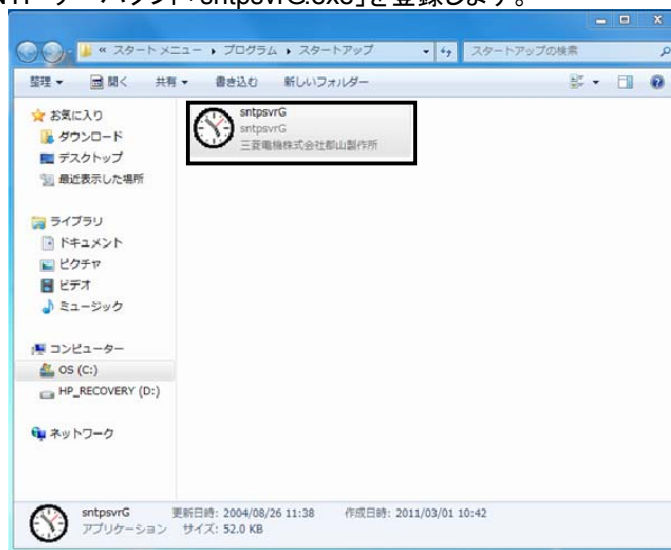 sntpsvrG.exe」を登録します。
« スタートメニュー ▸ プログラム ▸ スタートアップ
スタートアップの検索
整理 開く 共有 書き込む 新しいフォルダー
お気に入り
ダウンロード
デスクトップ
最近表示した場所
ライブラリ
ドキュメント
ピクチャ
ビデオ
ミュージック
コンピューター
OS (C:)
HP_RECOVERY (D:)
ネットワーク
sntpsvrG
sntpsvrG
三菱電機株式会社郡山製作所
sntpsvrG 更新日時: 2004/08/26 11:38 作成日時: 2011/03/01 10:42
アプリケーション サイズ: 52.0 KB